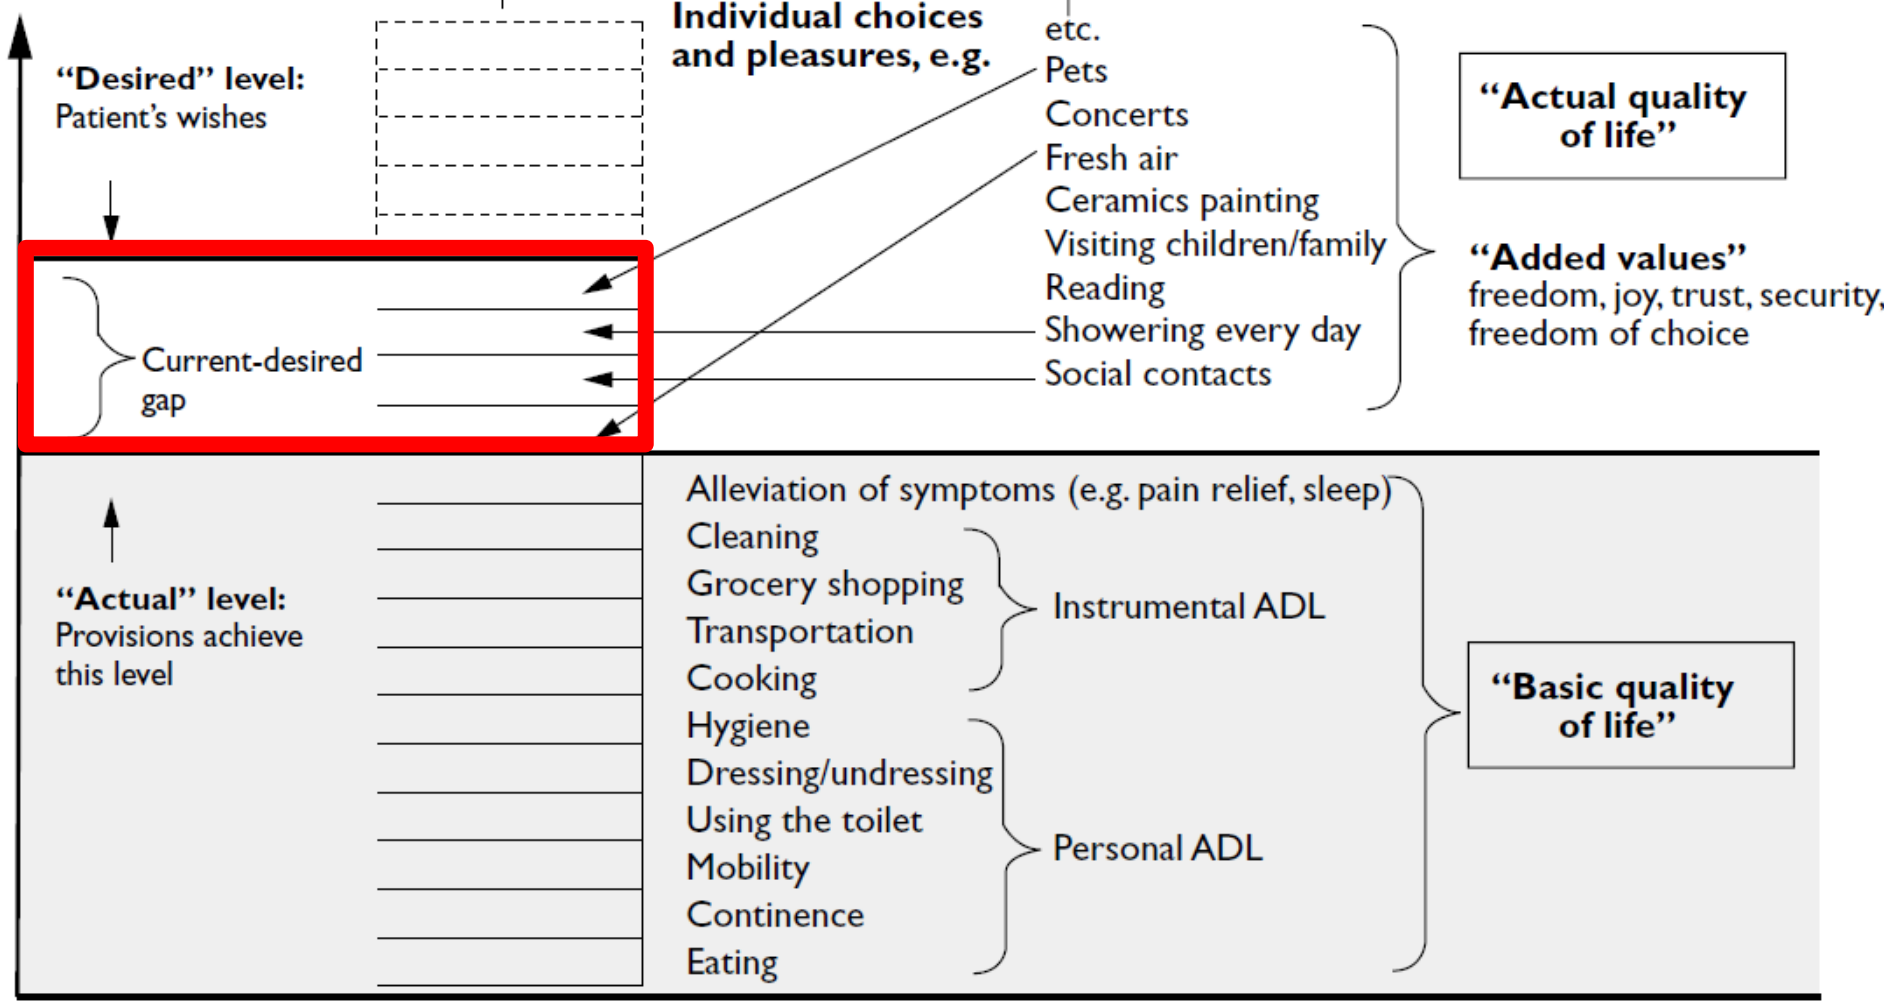 “Desired” level:
Patient’s wishes
Individual choices
and pleasures, e.g.
etc.
Pets
Concerts
Fresh air
Ceramics painting
Visiting children/family
Reading
Showering every day
Social contacts
“Actual quality
of life”
“Added values”
freedom, joy, trust, security,
freedom of choice
Current-desired
gap
“Actual” level:
Provisions achieve
this level
Alleviation of symptoms (e.g. pain relief, sleep)
Cleaning
Grocery shopping
Transportation
Cooking
Instrumental ADL
Hygiene
Dressing/undressing
Using the toilet
Mobility
Continence
Eating
Personal ADL
“Basic quality
of life”